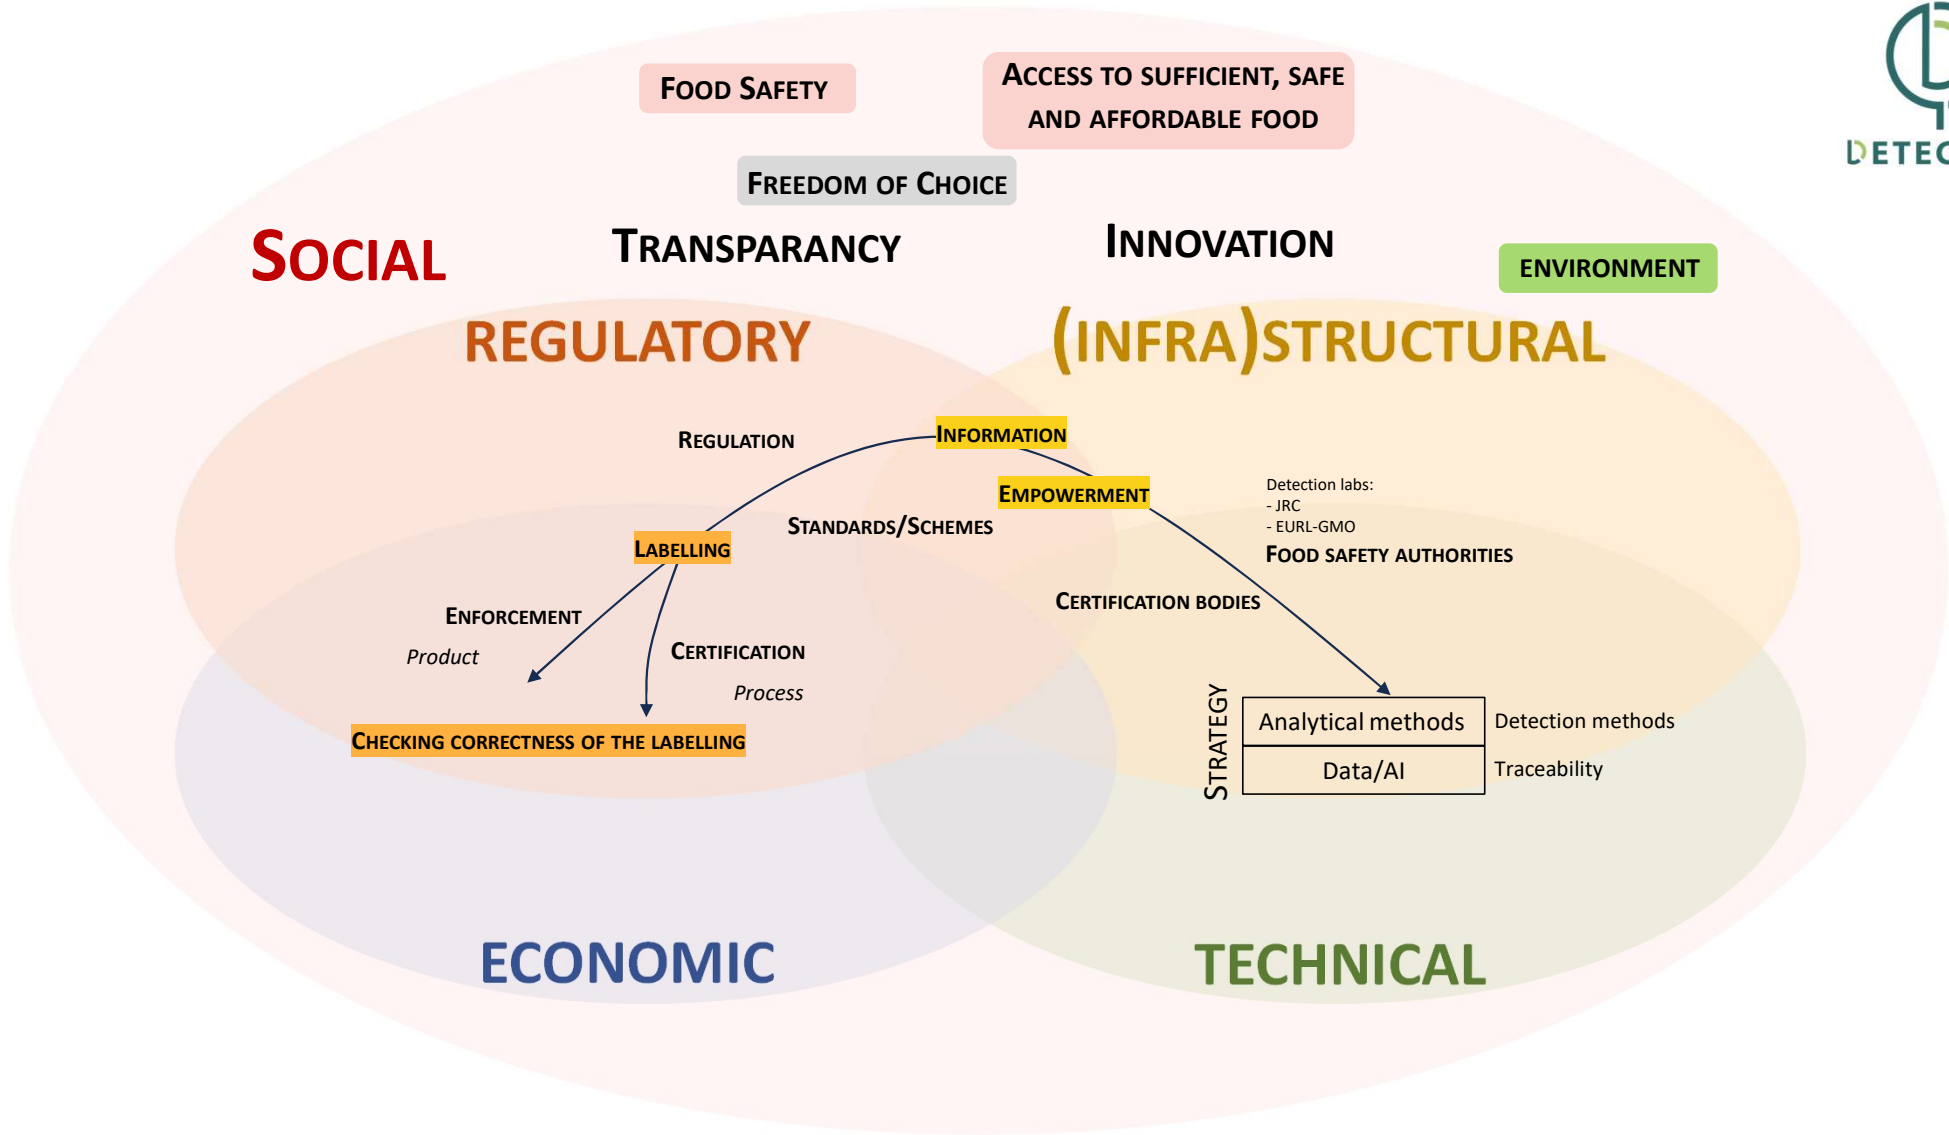 FOOD SAFETY
ACCESS TO SUFFICIENT, SAFE
AND AFFORDABLE FOOD
FREEDOM OF CHOICE
SOCIAL
TRANSPARANCY
INNOVATION
ENVIRONMENT
REGULATORY
(INFRA)STRUCTURAL
REGULATION
INFORMATION
EMPOWERMENT
Detection labs:
- JRC
- EURL-GMO
FOOD SAFETY AUTHORITIES
STANDARDS/SCHEMES
LABELLING
CERTIFICATION BODIES
ENFORCEMENT
Product
CERTIFICATION
Process
CHECKING CORRECTNESS OF THE LABELLING
STRATEGY
Analytical methods
Detection methods
Data/AI
Traceability
ECONOMIC
TECHNICAL